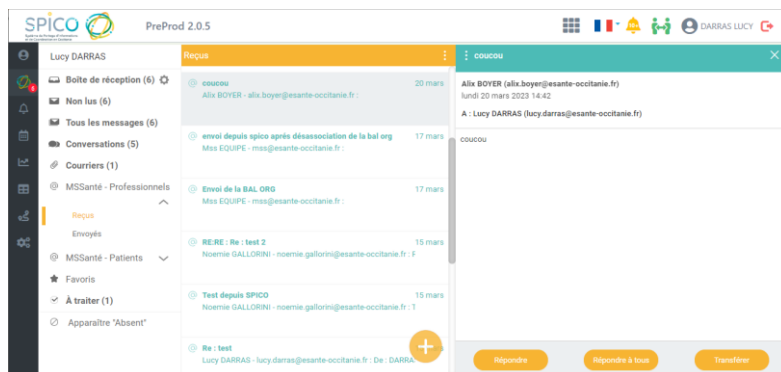 SPICO
PreProd 2.0.5
DARRAS LUCY
Lucy DARRAS
Boîte de réception (6)
Non lus (6)
Tous les messages (6)
Conversations (5)
Courriers (1)
MSSanté - Professionnels
Reçus
Envoyés
MSSanté - Patients
Favoris
À traiter (1)
Apparaître "Absent"
Reçus
coucou 20 mars
Alix BOYER - alix.boyer@esante-occitanie.fr :
envoi depuis spico après désassociation de la bal org 17 mars
Mss EQUIPE - mss@esante-occitanie.fr :
Envoi de la BAL ORG 17 mars
Mss EQUIPE - mss@esante-occitanie.fr :
RE:RE : Re : test 2 15 mars
Noemie GALLORINI - noemie.gallorini@esante-occitanie.fr : F
Test depuis SPICO 15 mars
Noemie GALLORINI - noemie.gallorini@esante-occitanie.fr : 1
Re : test
Lucy DARRAS - lucy.darras@esante-occitanie.fr : De : DARRA
coucou
Alix BOYER (alix.boyer@esante-occitanie.fr)
lundi 20 mars 2023 14:42
A : Lucy DARRAS (lucy.darras@esante-occitanie.fr)
coucou
Répondre
Répondre à tous
Transférer